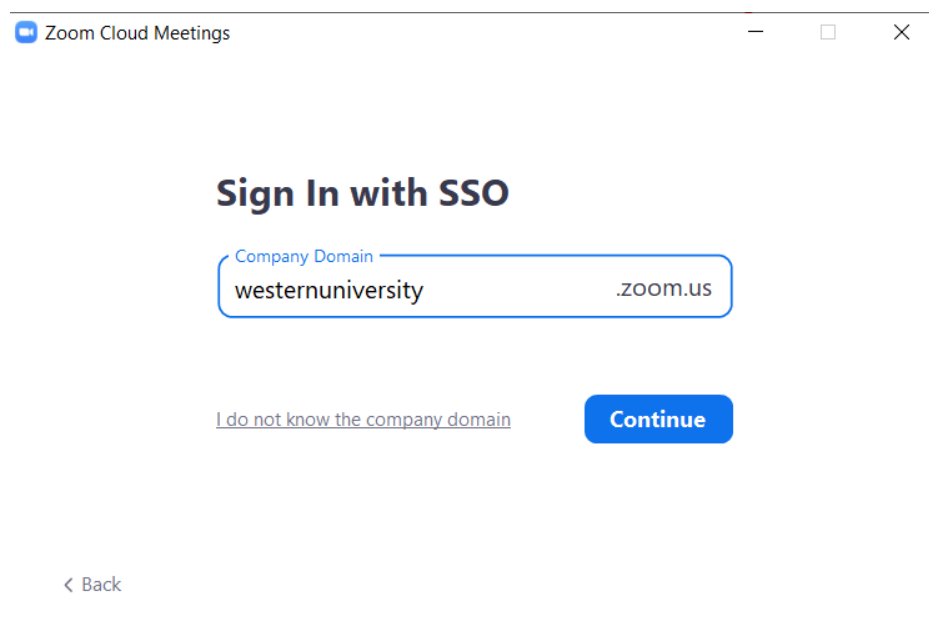 Zoom Cloud Meetings
Sign In with SSO
Company Domain
westernuniversity .zoom.us
I do not know the company domain Continue
Back